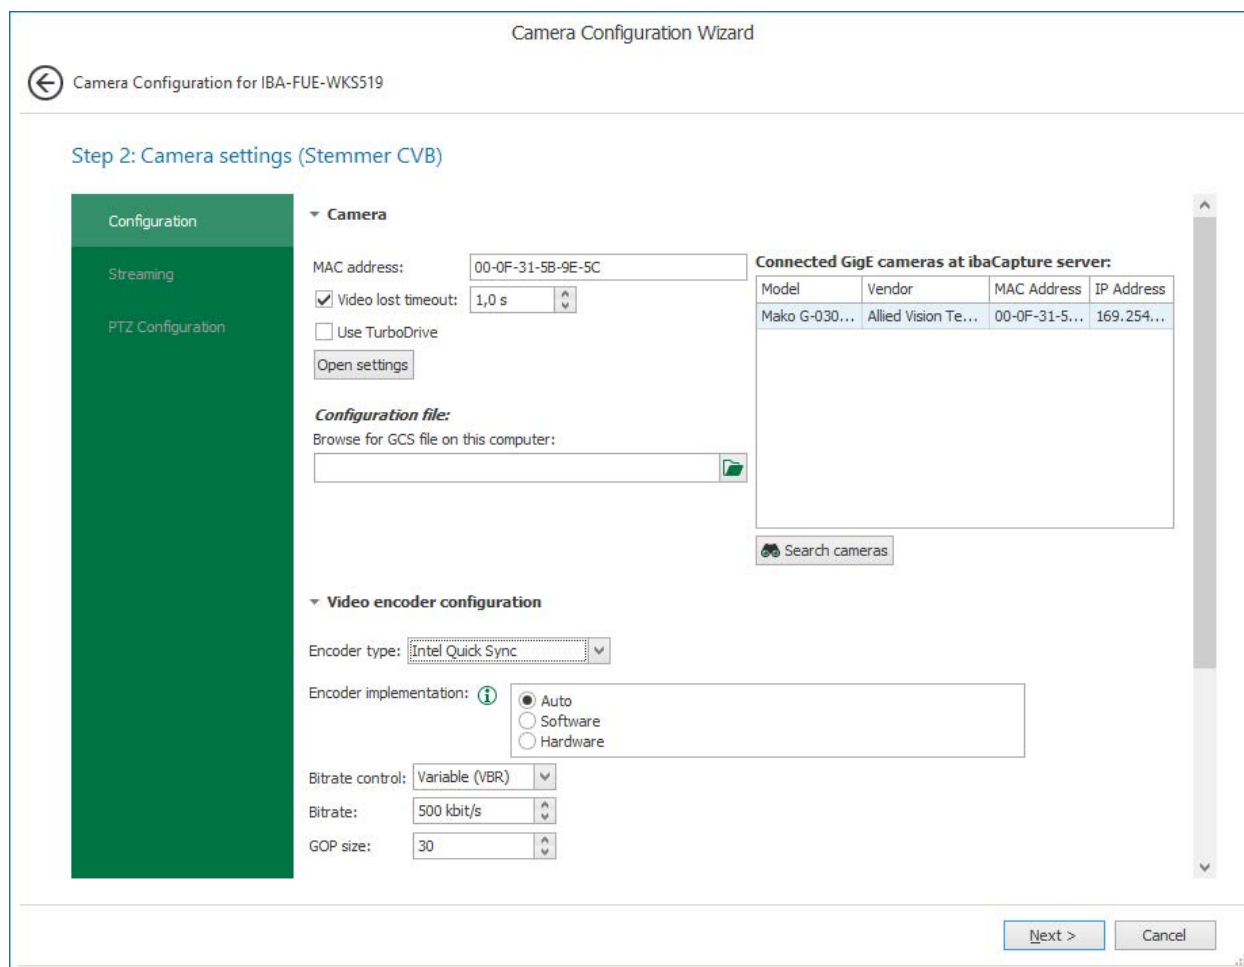 Camera Configuration Wizard
Camera Configuration for IBA-FUE-WKS519
Step 2: Camera settings (Stemmer CVB)
Configuration
Streaming
PTZ Configuration
Camera
MAC address: 00-0F-31-5B-9E-5C
Video lost timeout: 1,0 s
Use TurboDrive
Open settings
Configuration file:
Browse for GCS file on this computer:
Connected GigE cameras at ibaCapture server:
Model Vendor MAC Address IP Address
Mako G-030... Allied Vision Te... 00-0F-31-5... 169.254...
Search cameras
Video encoder configuration
Encoder type: Intel Quick Sync
Encoder implementation:
Auto
Software
Hardware
Bitrate control: Variable (VBR)
Bitrate: 500 kbit/s
GOP size: 30
Next >
Cancel